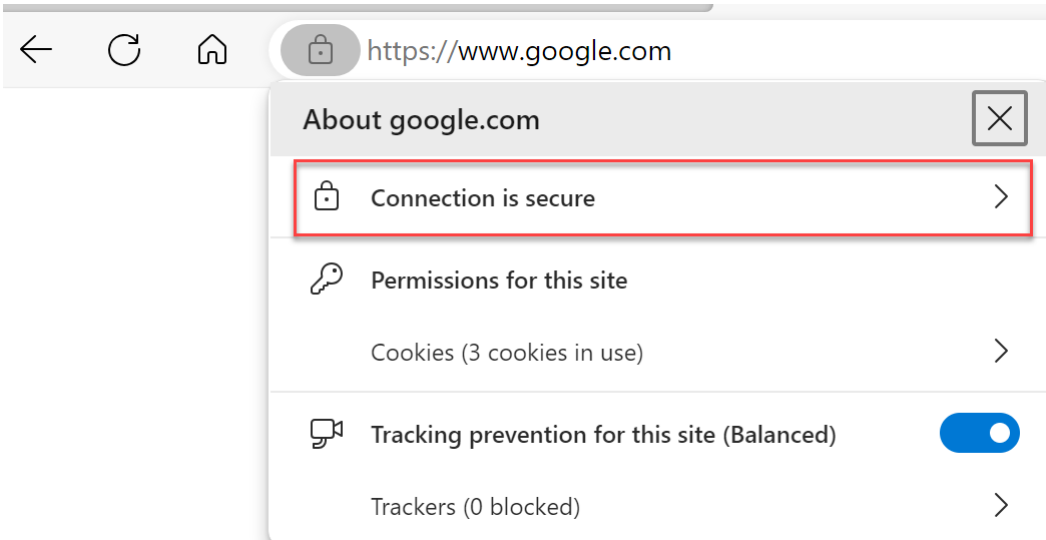 https://www.google.com
About google.com
Connection is secure
Permissions for this site
Cookies (3 cookies in use)
Tracking prevention for this site (Balanced)
Trackers (0 blocked)